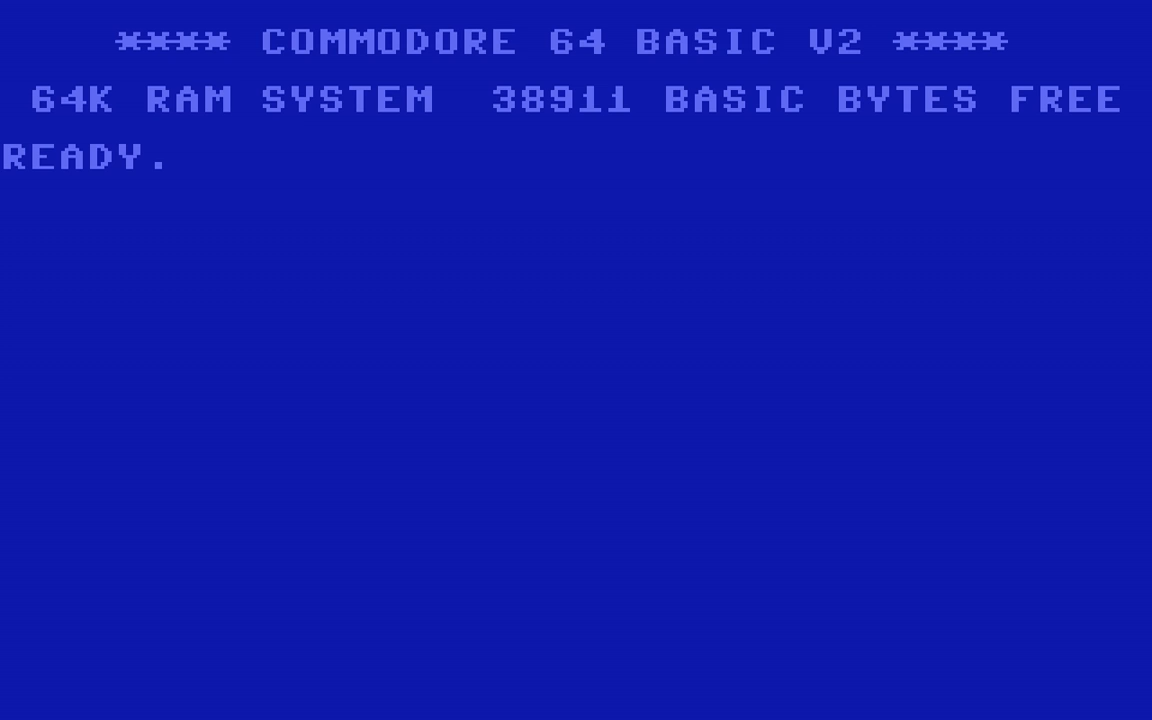 **** COMMODORE 64 BASIC V2 ****
64K RAM SYSTEM  38911 BASIC BYTES FREE
READY.